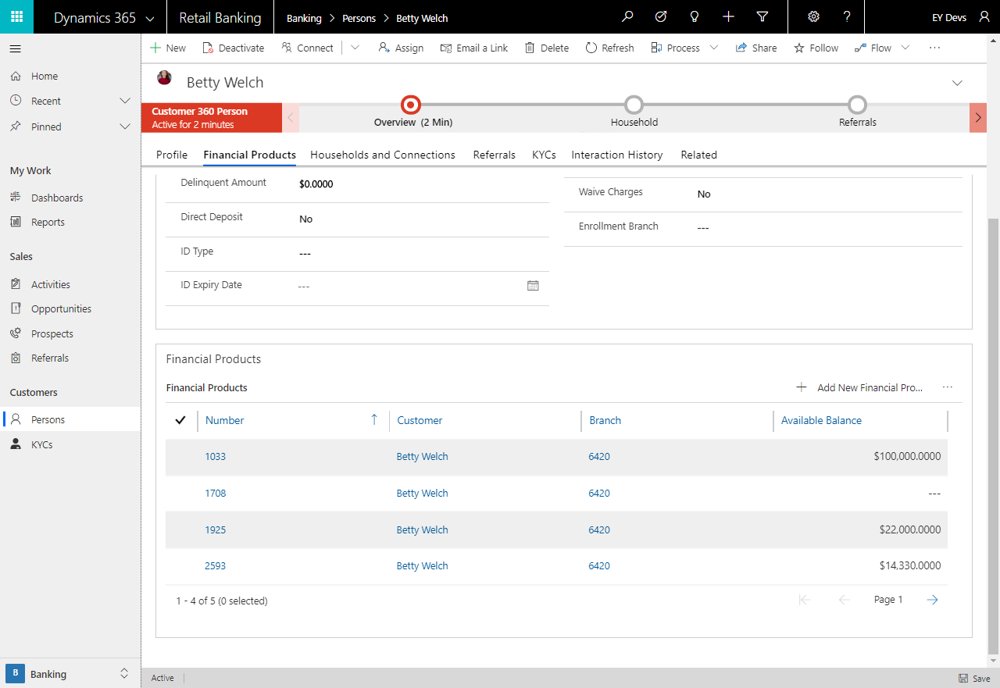 Dynamics 365 Retail Banking Banking > Persons > Betty Welch ? EY Devs
New Deactivate Connect Assign Email a Link Delete Refresh Process Share Follow Flow ...
Home
Recent
Pinned
My Work
Dashboards
Reports
Sales
Activities
Opportunities
Prospects
Referrals
Customers
Persons
KYCs
B Banking
Betty Welch
Customer 360 Person
Active for 2 minutes
Overview (2 Min) Household Referrals
Profile Financial Products Households and Connections Referrals KYCs Interaction History Related
Delinquent Amount $0.0000
Direct Deposit No
ID Type ---
ID Expiry Date ---
Waive Charges No
Enrollment Branch ---
Financial Products
Financial Products + Add New Financial Pro... ...
Number Customer Branch Available Balance
1033 Betty Welch 6420 $100,000.0000
1708 Betty Welch 6420 ---
1925 Betty Welch 6420 $22,000.0000
2593 Betty Welch 6420 $14,330.0000
1 - 4 of 5 (0 selected) Page 1
Active Save